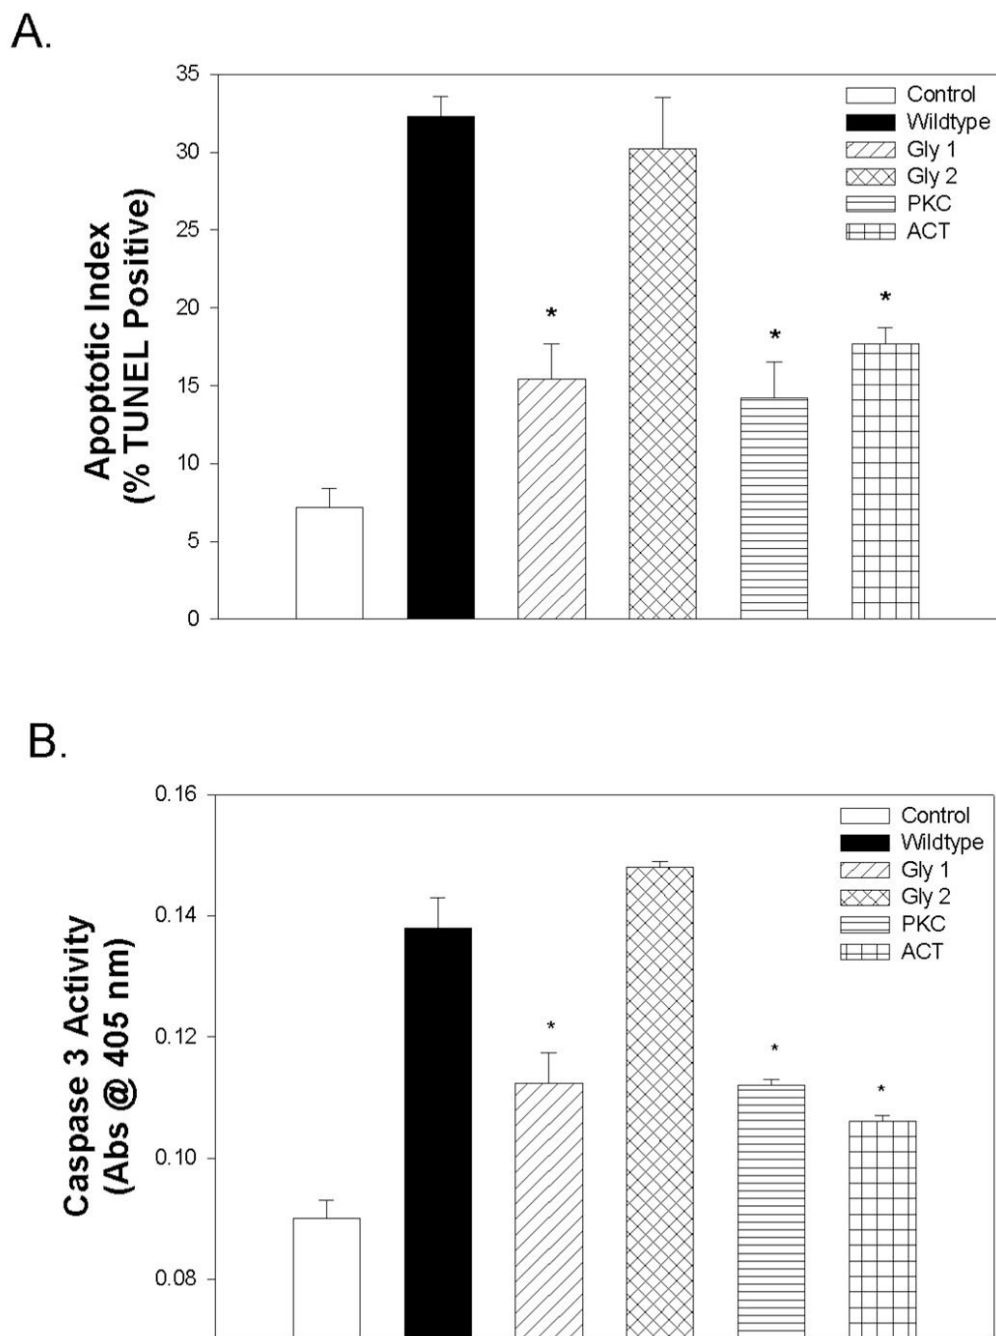 A.
35
30
25
20
15
10
5
0
Apoptotic Index
(% TUNEL Positive)
Control
Wildtype
Gly 1
Gly 2
PKC
ACT
*
*
*
B.
0.16
0.14
0.12
0.10
0.08
Caspase 3 Activity
(Abs @ 405 nm)
Control
Wildtype
Gly 1
Gly 2
PKC
ACT
*
*
*